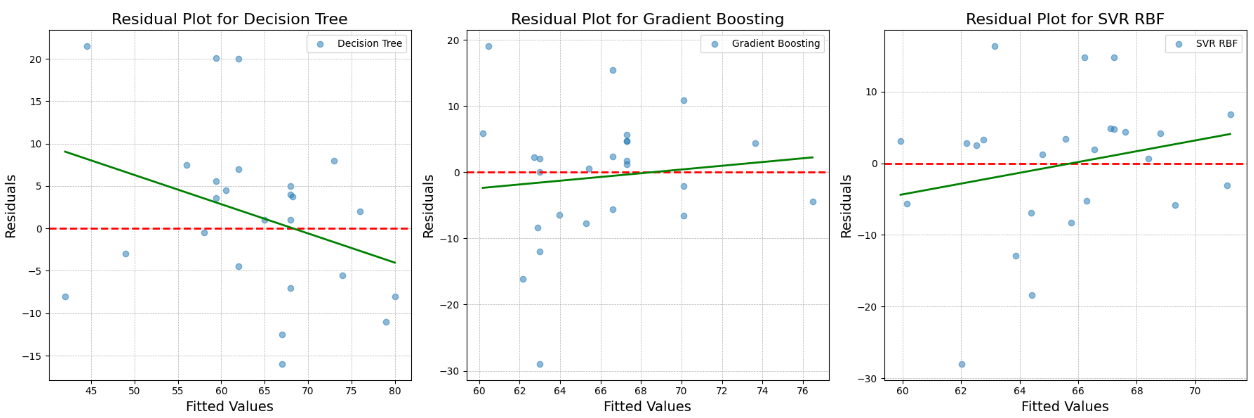 Residual Plot for Decision Tree
Decision Tree
20
15
10
5
0
−5
−10
−15
Residuals
45 50 55 60 65 70 75 80
Fitted Values
Residual Plot for Gradient Boosting
Gradient Boosting
20
10
0
−10
−20
−30
Residuals
60 62 64 66 68 70 72 74 76
Fitted Values
Residual Plot for SVR RBF
SVR RBF
10
0
−10
−20
−30
Residuals
60 62 64 66 68 70
Fitted Values